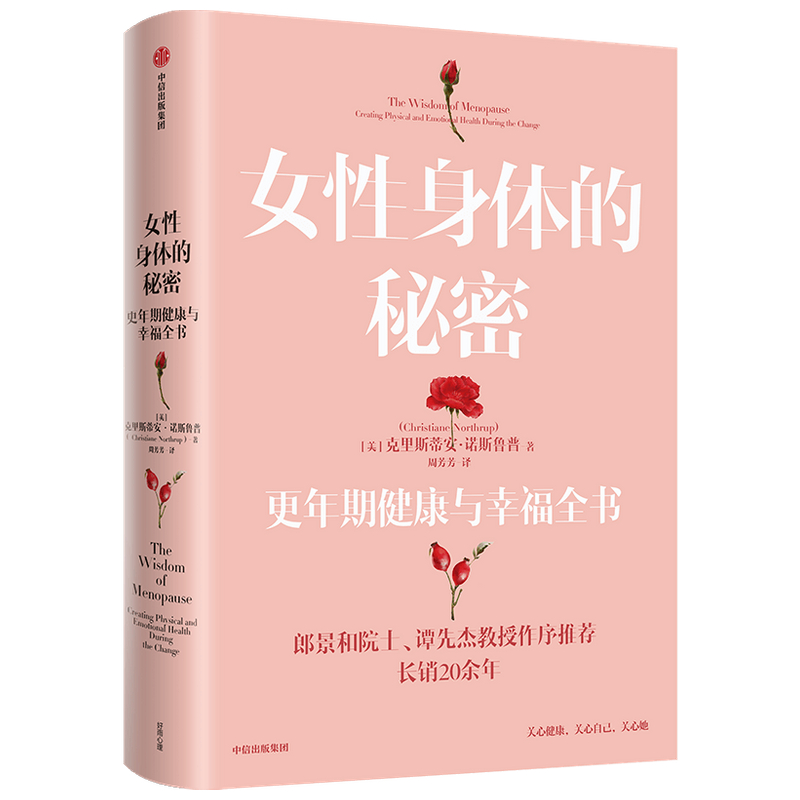 中信出版集团
女性
身体的
秘密
更年期健康与
幸福全书
[美]
克里斯蒂安·诺斯鲁普
(Christiane Northrup) 著
周芳芳 译
The
Wisdom
of
Menopause
Creating Physical and
Emotional Health
During
the Change
好雨心理
The Wisdom of Menopause
Creating Physical and Emotional Health During the Change
女性身体的
秘密
(Christiane Northrup)
[美] 克里斯蒂安·诺斯鲁普 著
周芳芳 译
更年期健康与幸福全书
郎景和院士、谭先杰教授作序推荐
长销20余年
关心健康，关心自己，关心她
中信出版集团